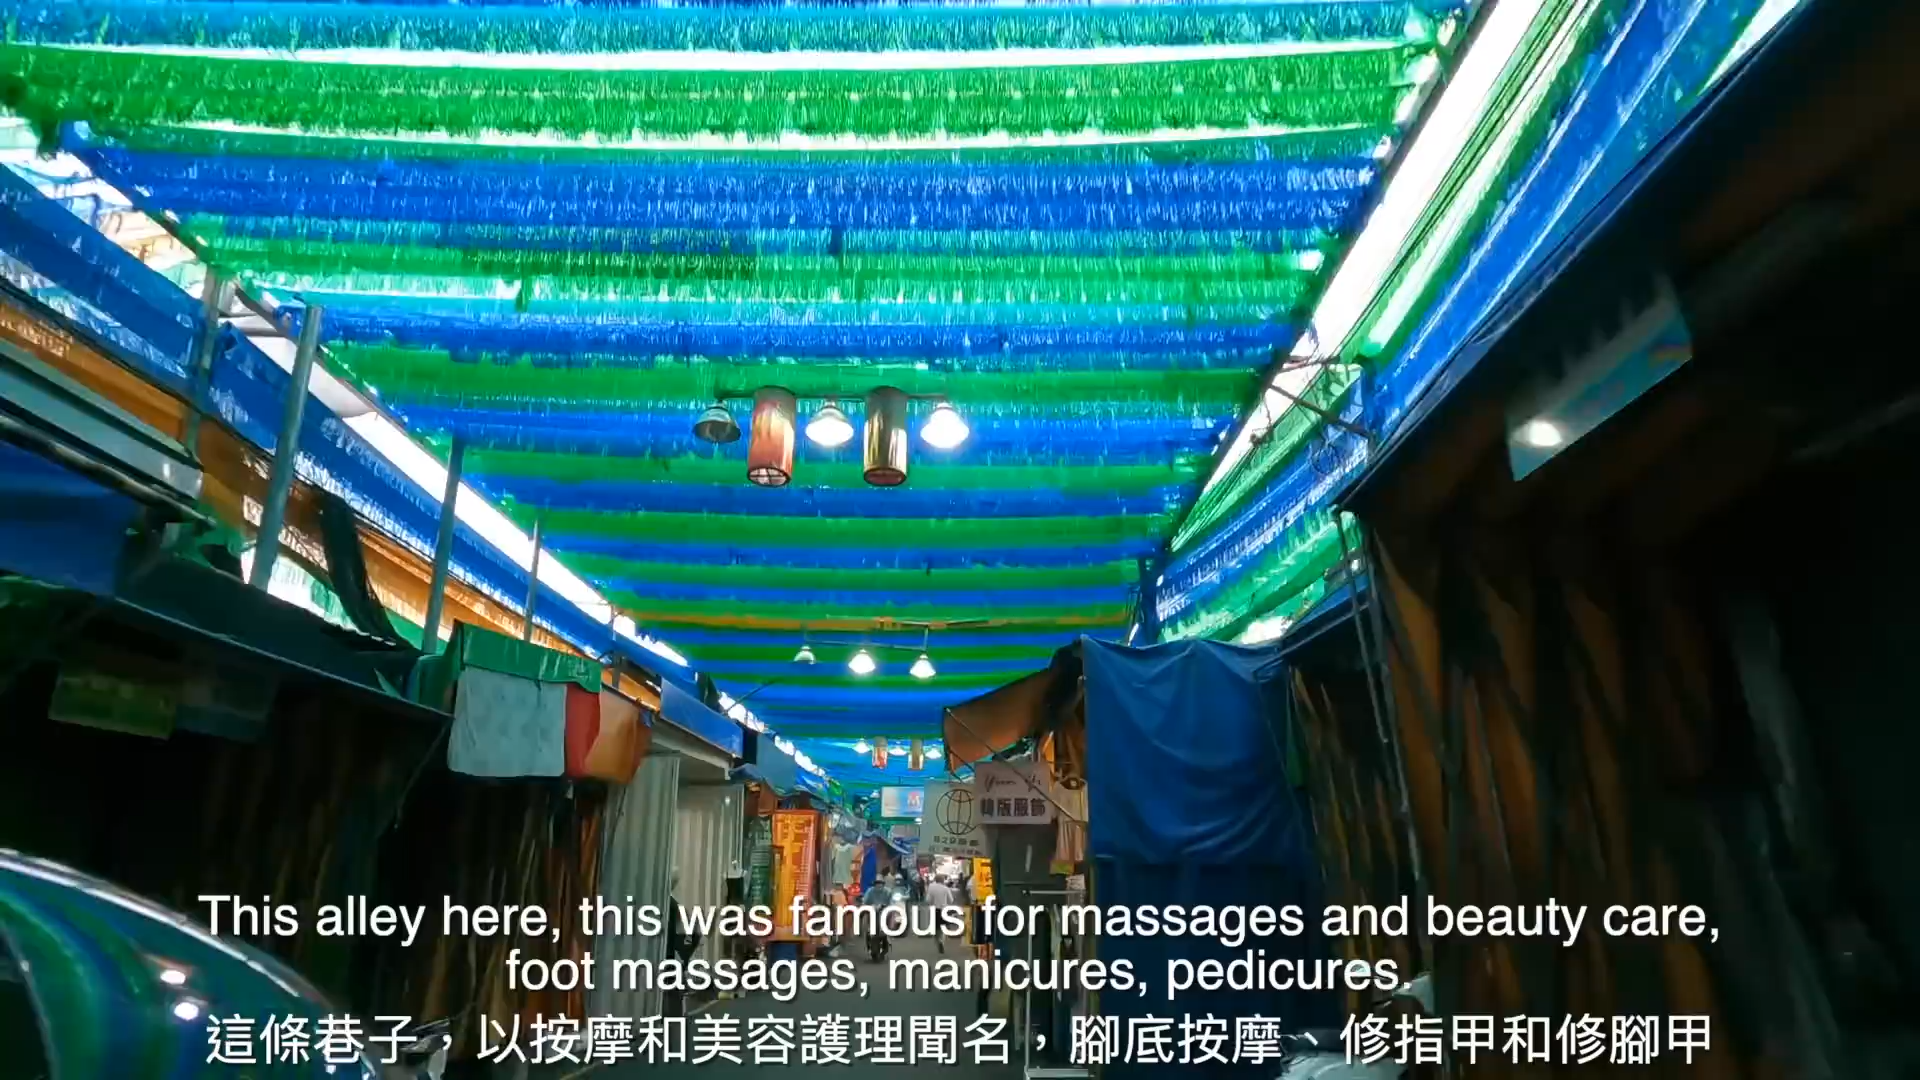 韓版服飾
This alley here, this was famous for massages and beauty care,
foot massages, manicures, pedicures.
這條巷子，以按摩和美容護理聞名，腳底按摩、修指甲和修腳甲